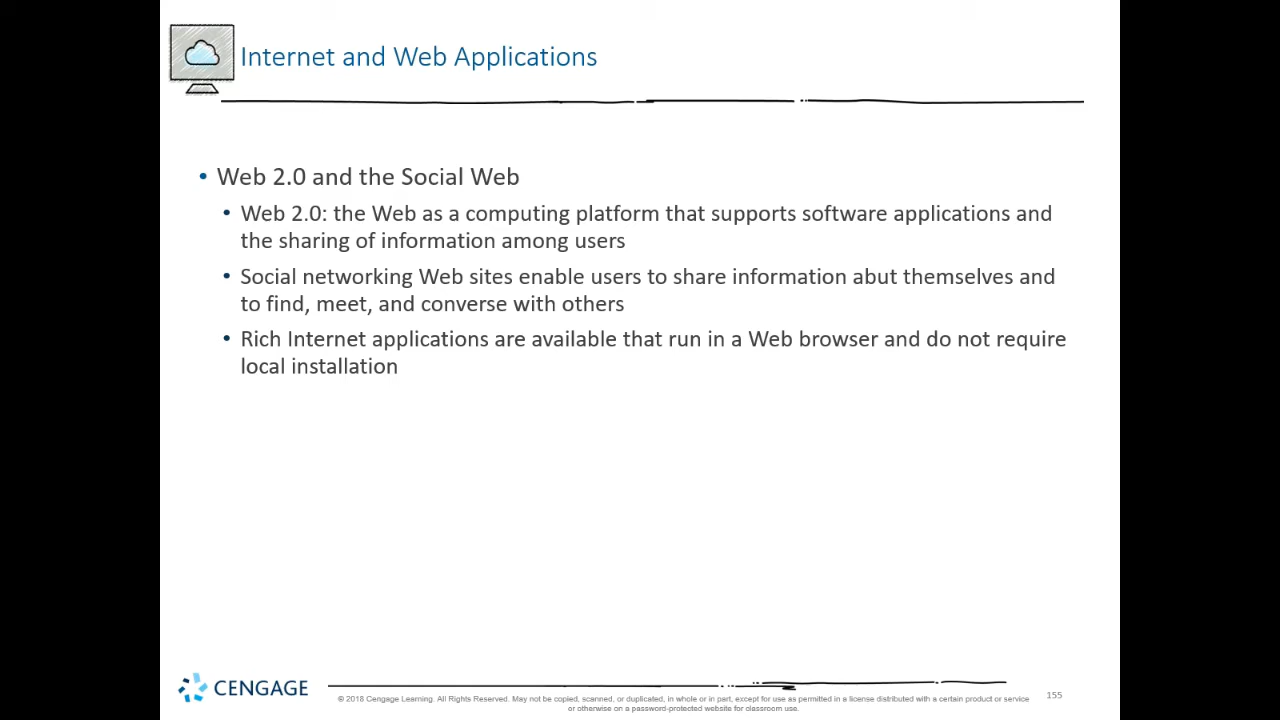 Internet and Web Applications
• Web 2.0 and the Social Web
• Web 2.0: the Web as a computing platform that supports software applications and
the sharing of information among users
• Social networking Web sites enable users to share information abut themselves and
to find, meet, and converse with others
• Rich Internet applications are available that run in a Web browser and do not require
local installation
CENGAGE
© 2018 Cengage Learning. All Rights Reserved. May not be copied, scanned, or duplicated, in whole or in part, except for use as permitted in a license distributed with a certain product or service
or otherwise on a password-protected website for classroom use.
155